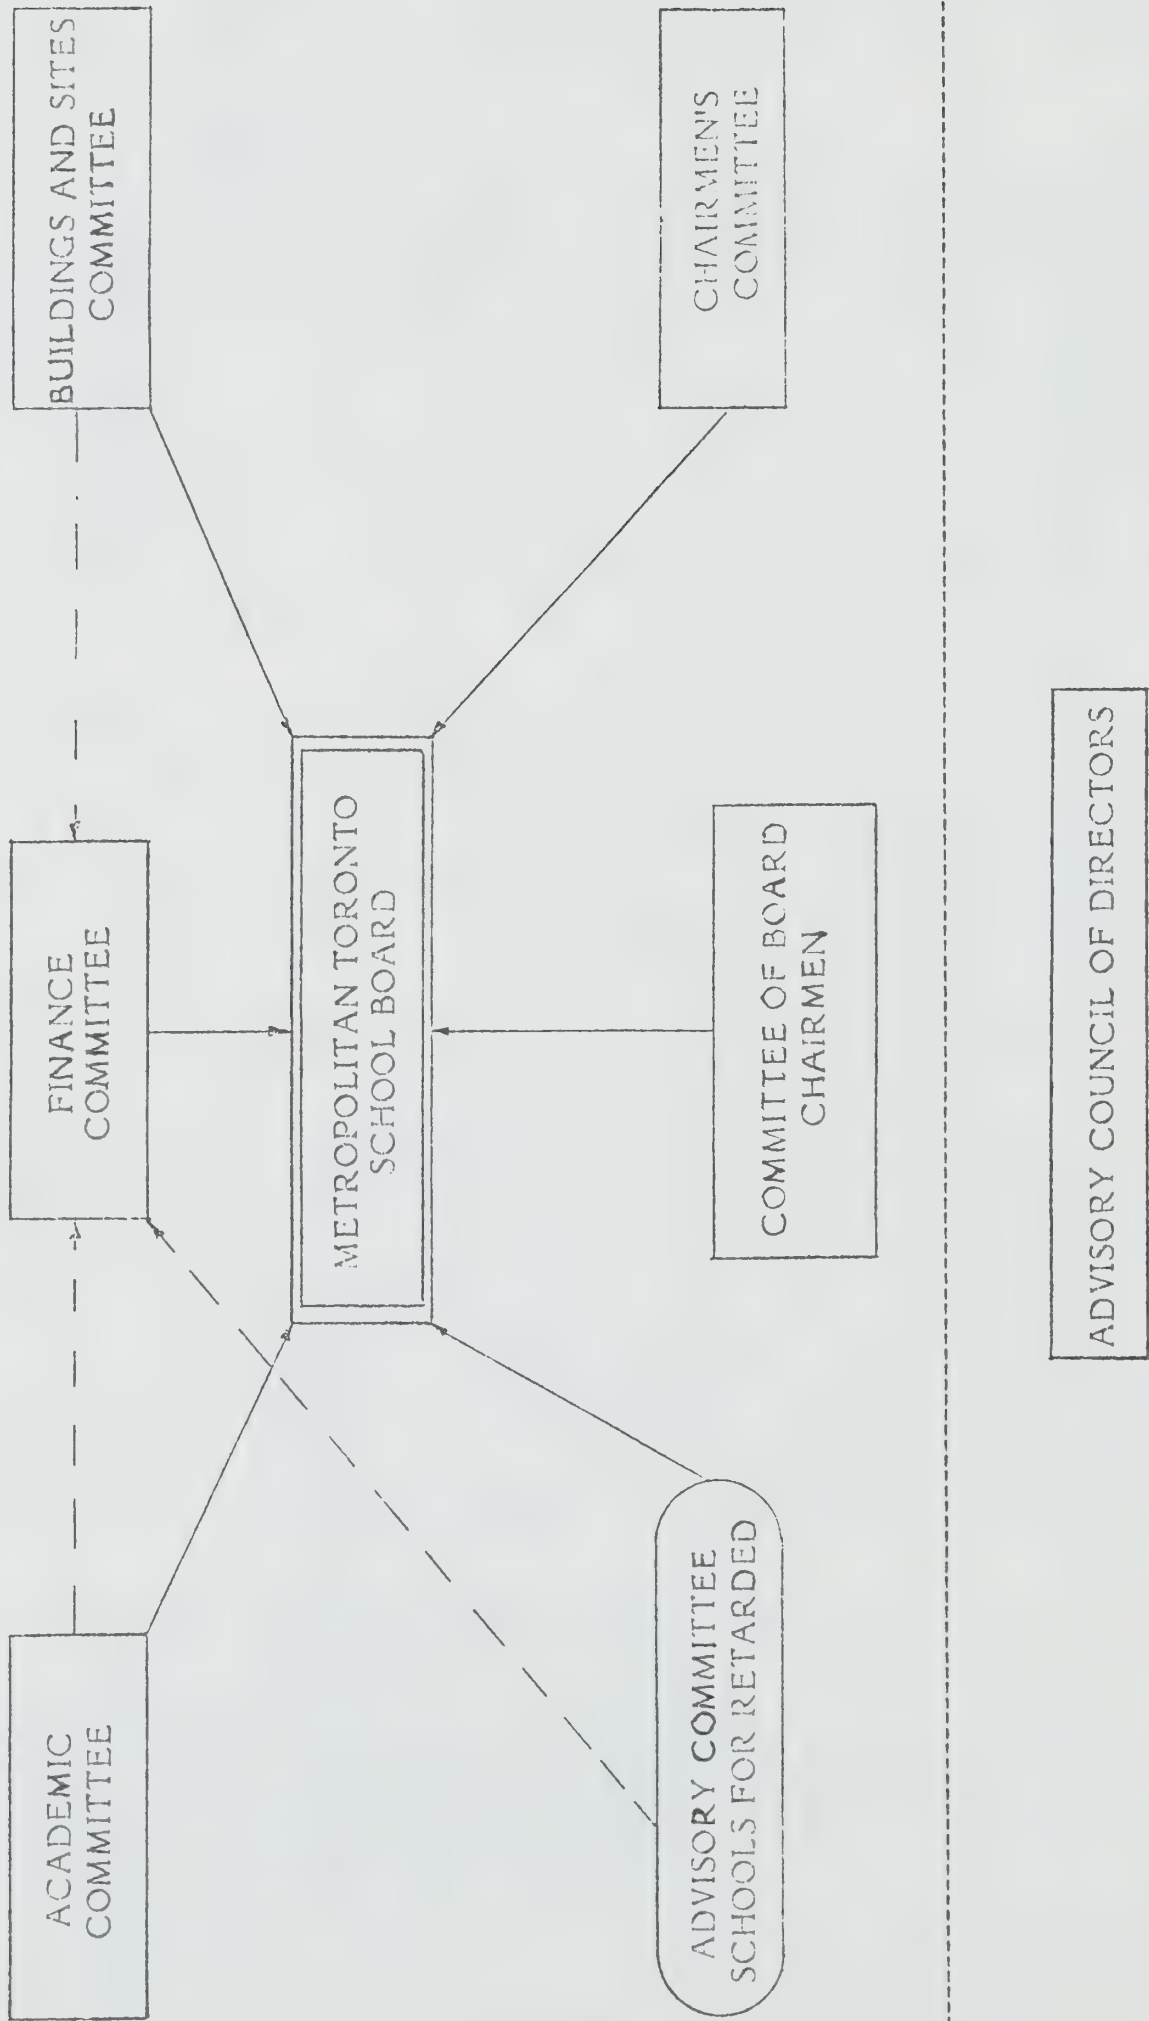 ACADEMIC
COMMITTEE
FINANCE
COMMITTEE
BUILDINGS AND SITES
COMMITTEE
METROPOLITAN TORONTO
SCHOOL BOARD
ADVISORY COMMITTEE
SCHOOLS FOR RETARDED
COMMITTEE OF BOARD
CHAIRMEN
CHAIRMEN'S
COMMITTEE
ADVISORY COUNCIL OF DIRECTORS